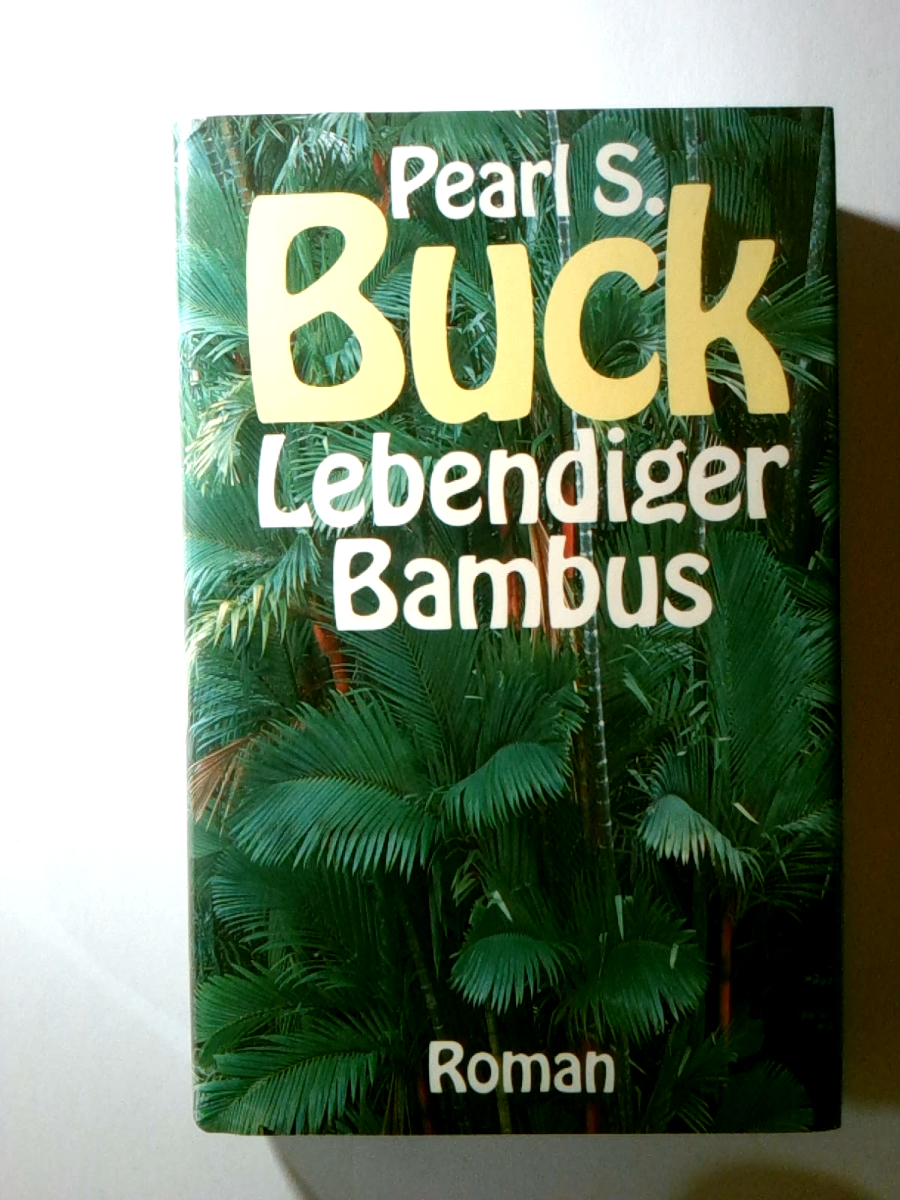 Pearl S.
Buck
Lebendiger
Bambus
Roman